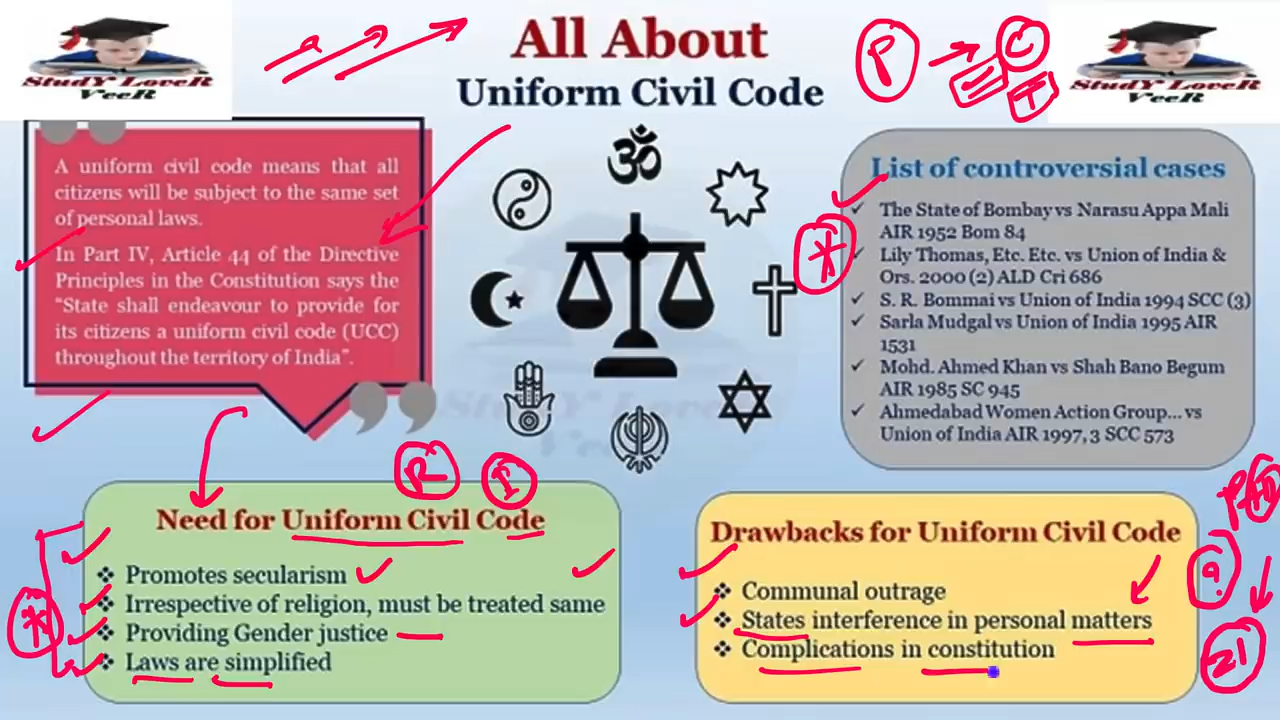 StudY LoveR
VeeR
All About
Uniform Civil Code
P
C
T
StudY LoveR
VeeR
A uniform civil code means that all
citizens will be subject to the same set
of personal laws.
In Part IV, Article 44 of the Directive
Principles in the Constitution says the
“State shall endeavour to provide for
its citizens a uniform civil code (UCC)
throughout the territory of India”.
List of controversial cases
The State of Bombay vs Narasu Appa Mali
AIR 1952 Bom 84
Lily Thomas, Etc. Etc. vs Union of India &
Ors. 2000 (2) ALD Cri 686
S. R. Bommai vs Union of India 1994 SCC (3)
Sarla Mudgal vs Union of India 1995 AIR
1531
Mohd. Ahmed Khan vs Shah Bano Begum
AIR 1985 SC 945
Ahmedabad Women Action Group... vs
Union of India AIR 1997, 3 SCC 573
StudY LoveR
VeeR
R
I
Need for Uniform Civil Code
Promotes secularism
Irrespective of religion, must be treated same
Providing Gender justice
Laws are simplified
Drawbacks for Uniform Civil Code
Communal outrage
States interference in personal matters
Complications in constitution
21